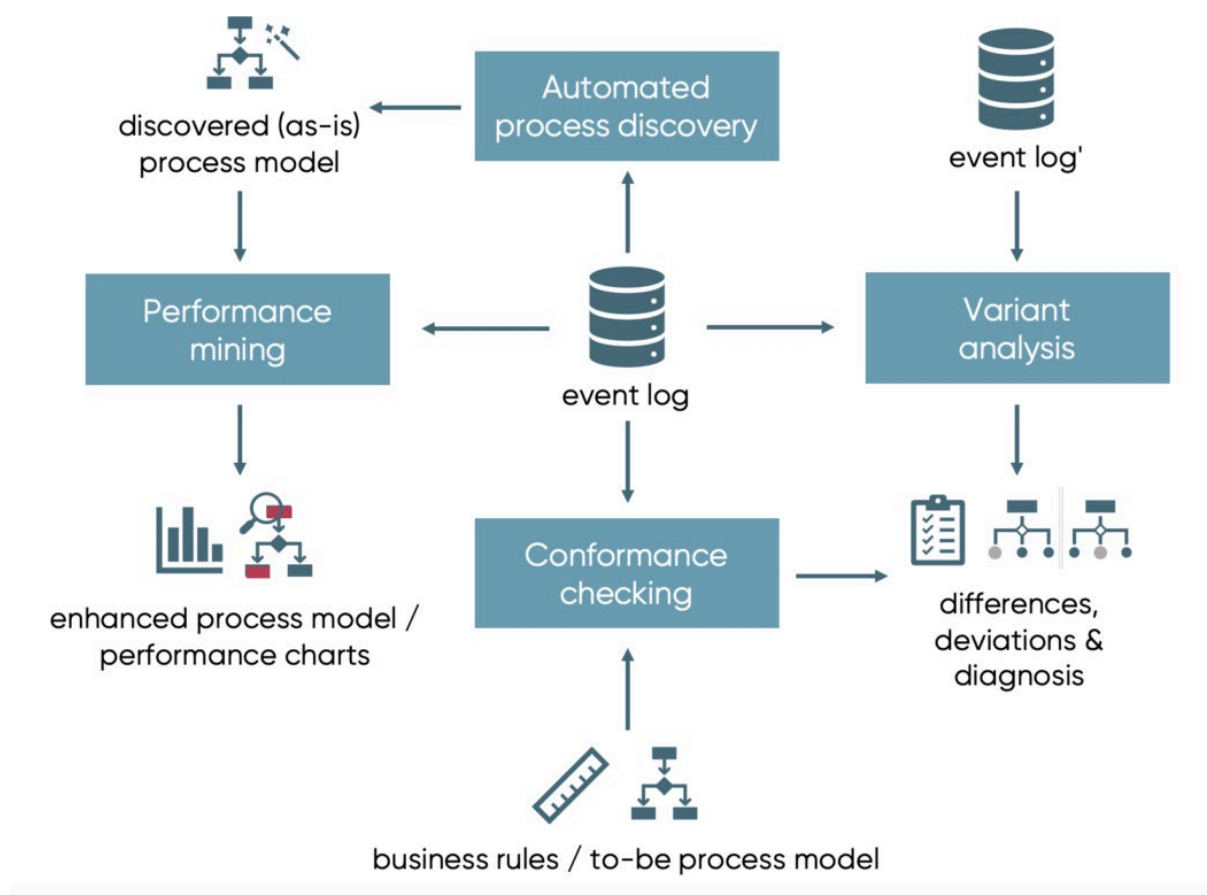 Automated
process discovery
discovered (as-is)
process model
event log'
Performance
mining
event log
Variant
analysis
Conformance
checking
enhanced process model /
performance charts
differences,
deviations &
diagnosis
business rules / to-be process model